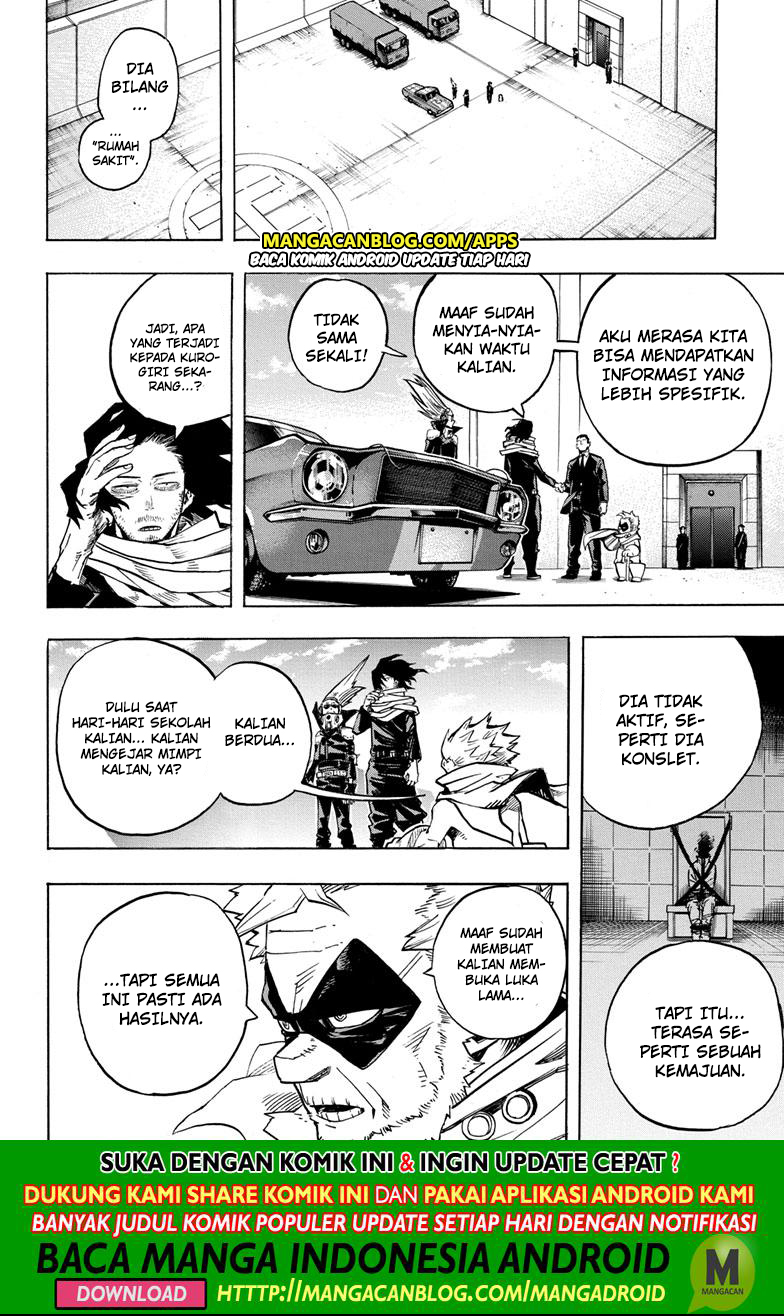 DIA
BILANG
...
...
"RUMAH
SAKIT".
MANGACANBLOG.COM/APPS
BACA KOMIK ANDROID UPDATE TIAP HARI
AKU MERASA KITA
BISA MENDAPATKAN
INFORMASI YANG
LEBIH SPESIFIK.
MAAF SUDAH
MENYIA-NYIA-
KAN WAKTU
KALIAN.
TIDAK
SAMA
SEKALI!
JADI, APA
YANG TERJADI
KEPADA KURO-
GIRI SEKA-
RANG...?
DIA TIDAK
AKTIF, SE-
PERTI DIA
KONSLET.
TAPI ITU...
TERASA SE-
PERTI SEBUAH
KEMAJUAN.
KALIAN
BERDUA...
DULU SAAT
HARI-HARI SEKOLAH
KALIAN... KALIAN
MENGEJAR MIMPI
KALIAN, YA?
MAAF SUDAH
MEMBUAT
KALIAN MEM-
BUKA LUKA
LAMA...
...TAPI SEMUA
INI PASTI ADA
HASILNYA.
SUKA DENGAN KOMIK INI & INGIN UPDATE CEPAT ?
DUKUNG KAMI SHARE KOMIK INI DAN PAKAI APLIKASI ANDROID KAMI
BANYAK JUDUL KOMIK POPULER UPDATE SETIAP HARI DENGAN NOTIFIKASI
BACA MANGA INDONESIA ANDROID
M
MANGACAN
DOWNLOAD
HTTTP://MANGACANBLOG.COM/MANGADROID